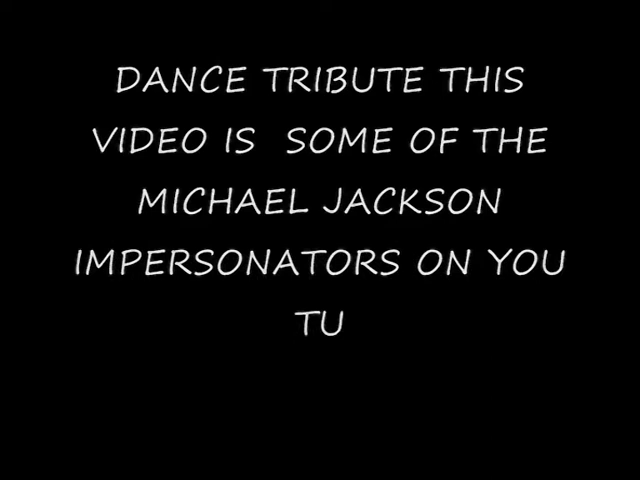 DANCE TRIBUTE THIS
VIDEO IS  SOME OF THE
MICHAEL JACKSON
IMPERSONATORS ON YOU
TU